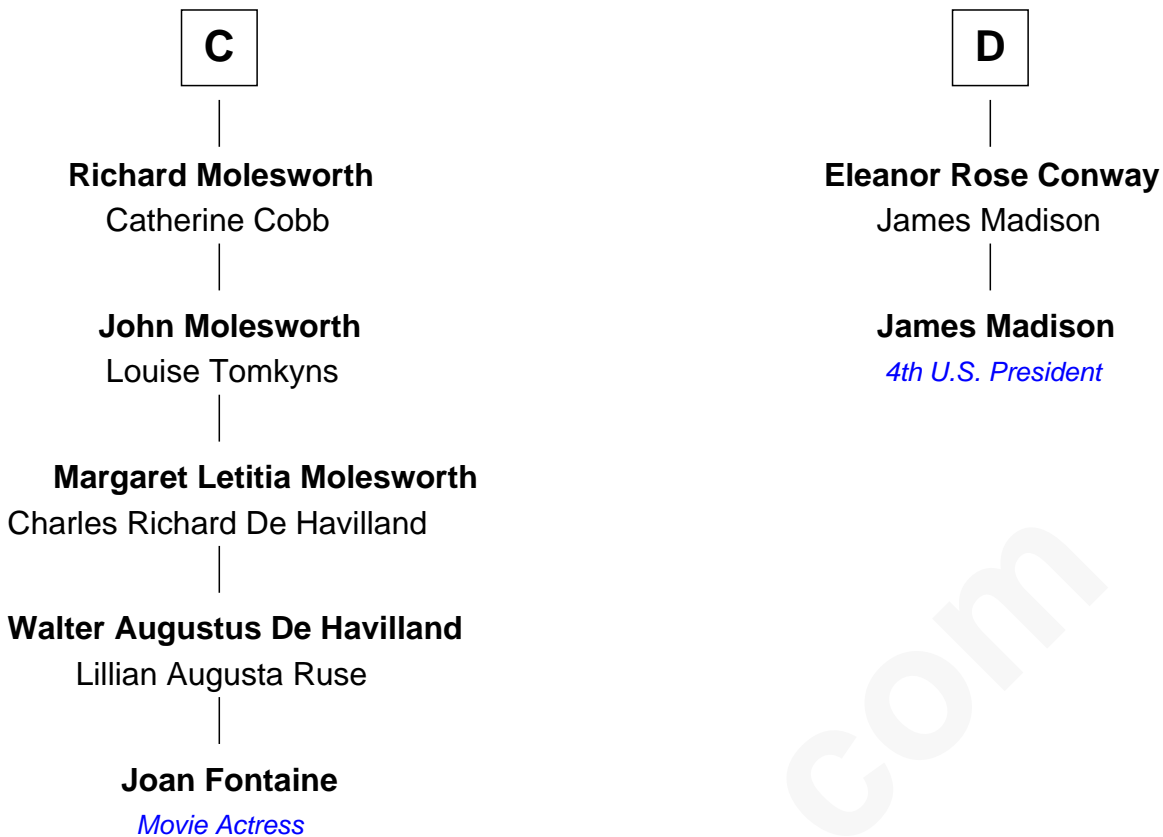 C
Richard Molesworth
Catherine Cobb
John Molesworth
Louise Tomkyns
Margaret Letitia Molesworth
Charles Richard De Havilland
Walter Augustus De Havilland
Lillian Augusta Ruse
Joan Fontaine
Movie Actress
D
Eleanor Rose Conway
James Madison
James Madison
4th U.S. President
com